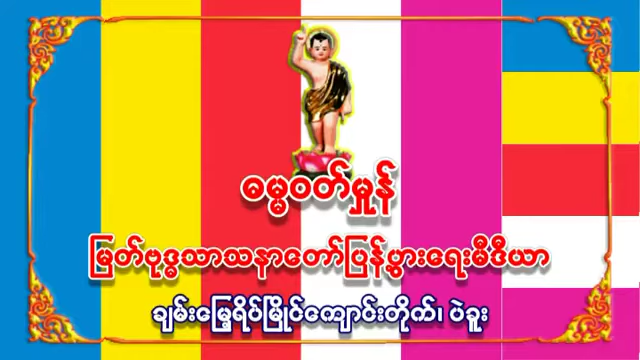 ဓမ္မဝတ်မှုန်
မြတ်ဗုဒ္ဓသာသနာတော်ပြန့်ပွားရေးမီဒီယာ
ချမ်းမြေ့ရိပ်မြိုင်ကျောင်းတိုက်၊ ပဲခူး